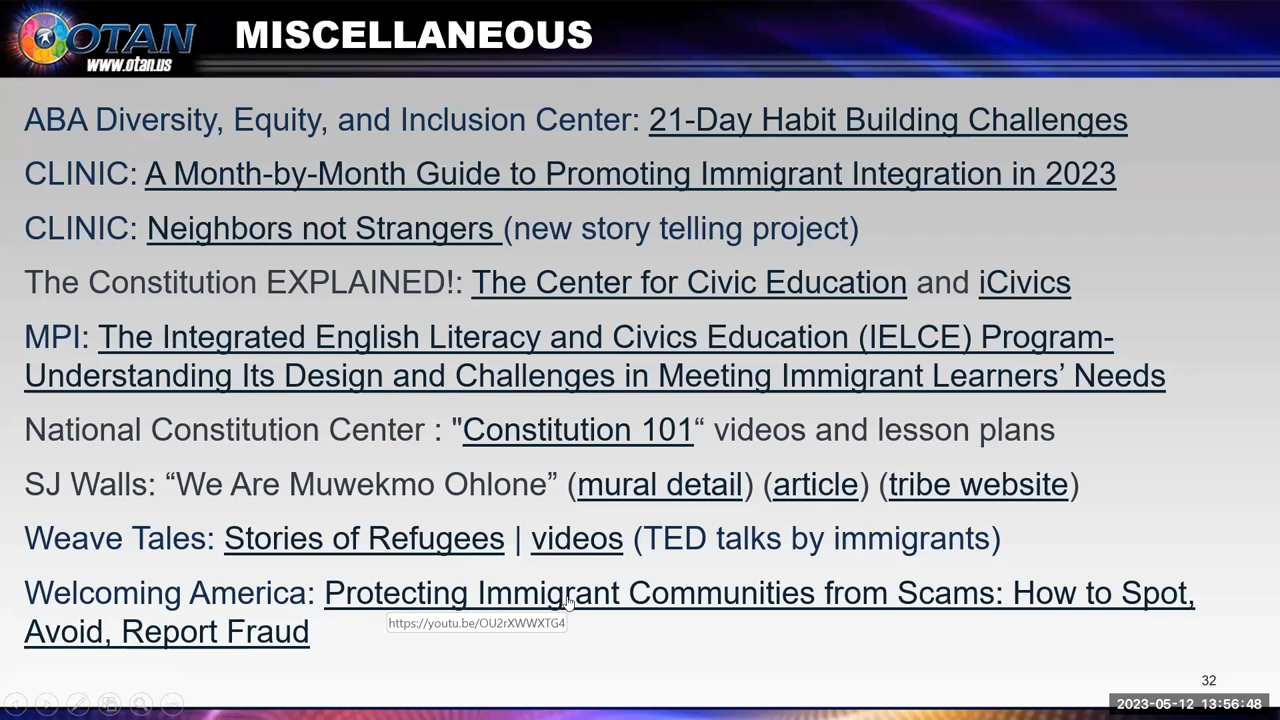 OTAN
www.otan.us
MISCELLANEOUS
ABA Diversity, Equity, and Inclusion Center: 21-Day Habit Building Challenges
CLINIC: A Month-by-Month Guide to Promoting Immigrant Integration in 2023
CLINIC: Neighbors not Strangers (new story telling project)
The Constitution EXPLAINED!: The Center for Civic Education and iCivics
MPI: The Integrated English Literacy and Civics Education (IELCE) Program-
Understanding Its Design and Challenges in Meeting Immigrant Learners’ Needs
National Constitution Center : "Constitution 101“ videos and lesson plans
SJ Walls: “We Are Muwekmo Ohlone” (mural detail) (article) (tribe website)
Weave Tales: Stories of Refugees | videos (TED talks by immigrants)
Welcoming America: Protecting Immigrant Communities from Scams: How to Spot,
Avoid, Report Fraud
https://youtu.be/OU2rXWWXTG4
32
2023-05-12 13:56:48